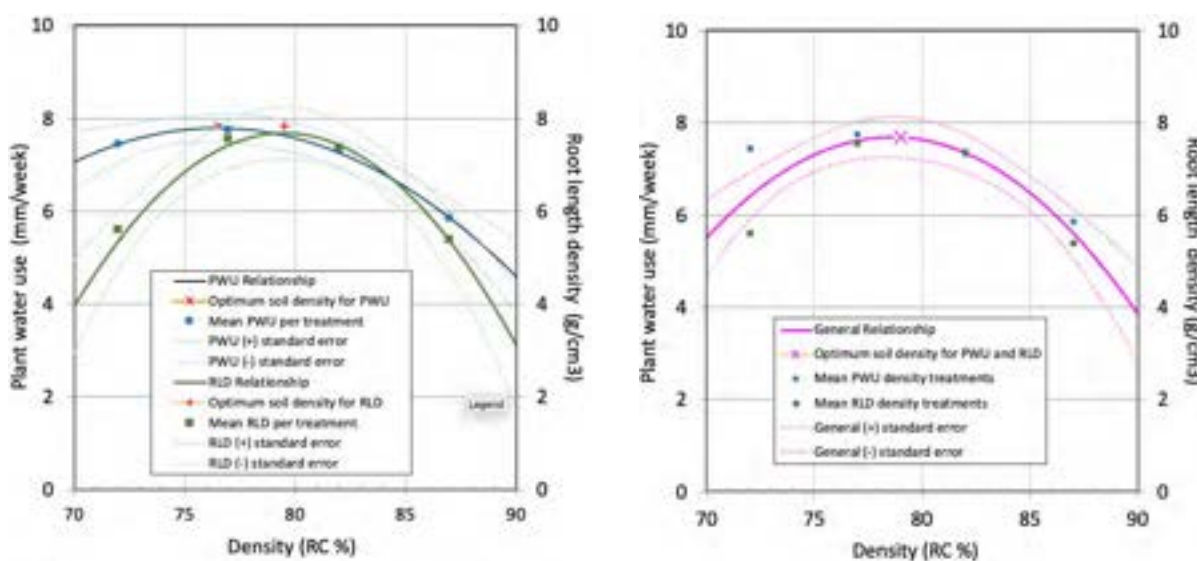 10
8
6
4
2
0
Plant water use (mm/week)
PWU Relationship
Optimum soil density for PWU
Mean PWU per treatment
PWU (+) standard error
PWU (-) standard error
RLD Relationship
Optimum soil density for RLD
Mean RLD per treatment
RLD (+) standard error
RLD (-) standard error
Legend
10
8
6
4
2
0
Root length density (g/cm3)
70 75 80 85 90
Density (RC %)
10
8
6
4
2
0
Plant water use (mm/week)
General Relationship
Optimum soil density for PWU and RLD
Mean PWU density treatments
Mean RLD density treatments
General (+) standard error
General (-) standard error
10
8
6
4
2
0
Root length density (g/cm3)
70 75 80 85 90
Density (RC %)